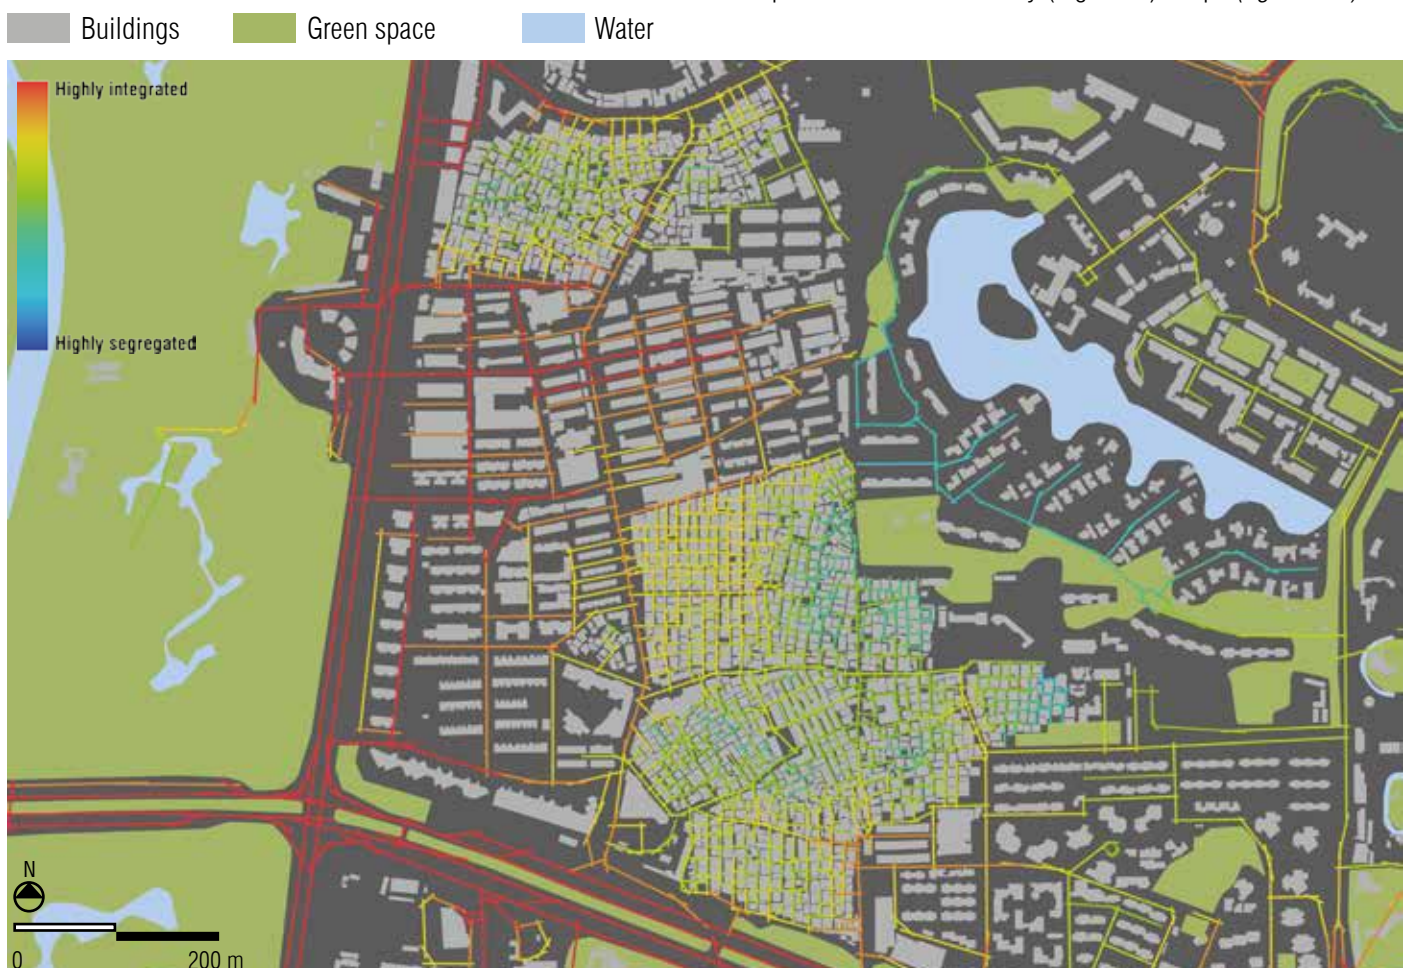 Buildings
Green space
Water
Highly integrated
Highly segregated
N
0
200 m